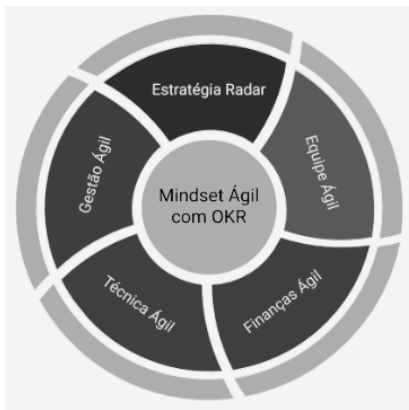 Estratégia Radar
Equipe Ágil
Finanças Ágil
Técnica Ágil
Gestão Ágil
Mindset Ágil
com OKR